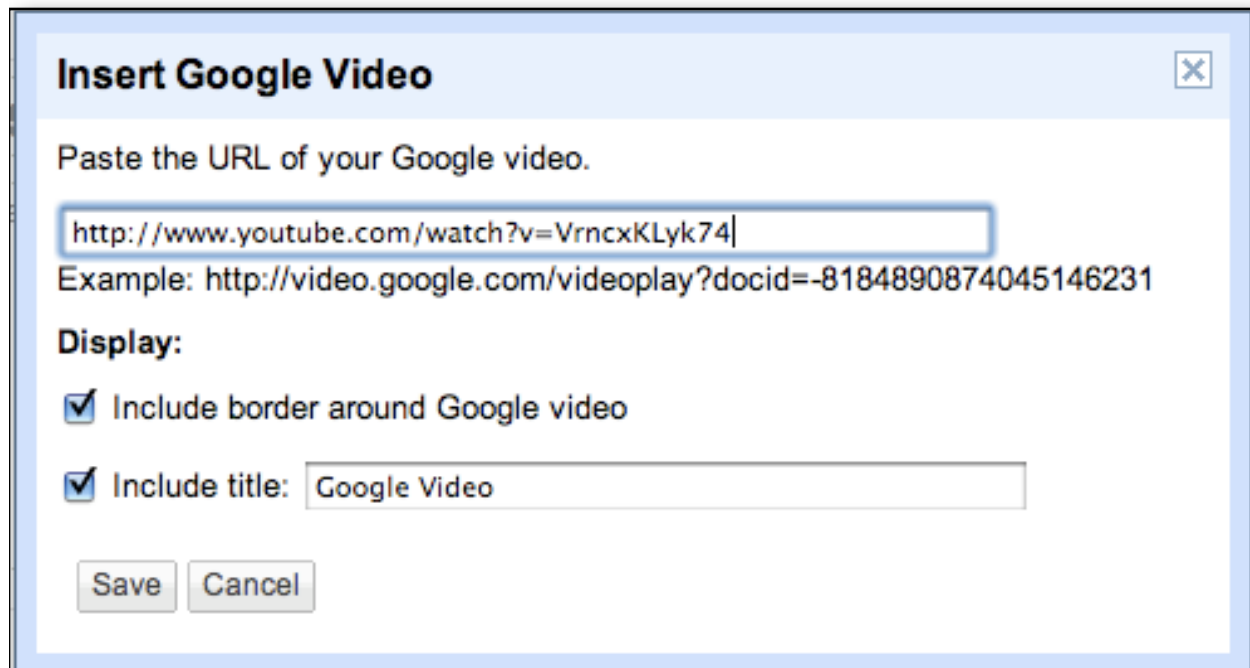 Insert Google Video
Paste the URL of your Google video.
http://www.youtube.com/watch?v=VrncxKLyk74
Example: http://video.google.com/videoplay?docid=-8184890874045146231
Display:
Include border around Google video
Include title: Google Video
Save Cancel